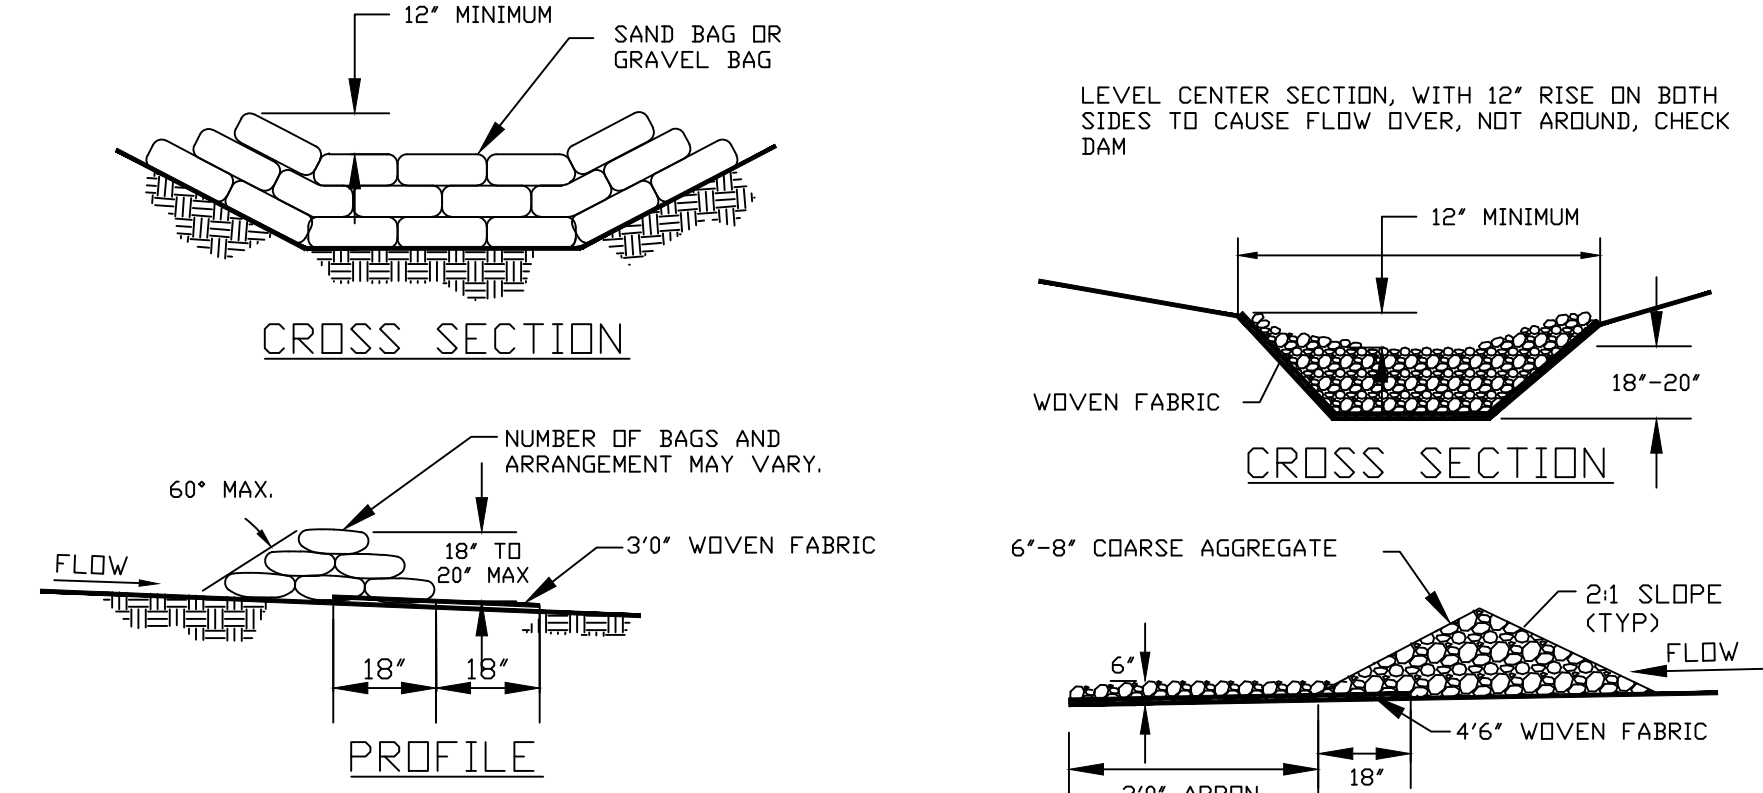 12" MINIMUM
SAND BAG OR
GRAVEL BAG
CROSS SECTION
NUMBER OF BAGS AND
ARRANGEMENT MAY VARY.
60° MAX.
18" TO
20" MAX
3'0" WOVEN FABRIC
FLOW
18"
18"
PROFILE
LEVEL CENTER SECTION, WITH 12" RISE ON BOTH
SIDES TO CAUSE FLOW OVER, NOT AROUND, CHECK
DAM
12" MINIMUM
18"-20"
WOVEN FABRIC
CROSS SECTION
6"-8" COARSE AGGREGATE
2:1 SLOPE
(TYP)
FLOW
6"
4'6" WOVEN FABRIC
18"